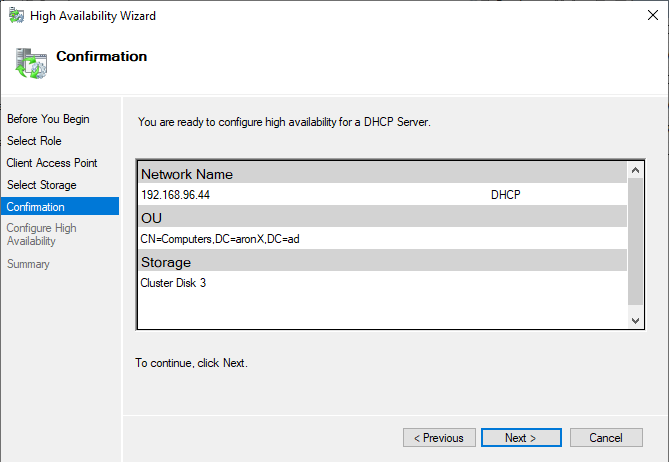 High Availability Wizard
Confirmation
Before You Begin
Select Role
Client Access Point
Select Storage
Confirmation
Configure High
Availability
Summary
You are ready to configure high availability for a DHCP Server.
Network Name
192.168.96.44 DHCP
OU
CN=Computers,DC=aronX,DC=ad
Storage
Cluster Disk 3
To continue, click Next.
< Previous Next > Cancel